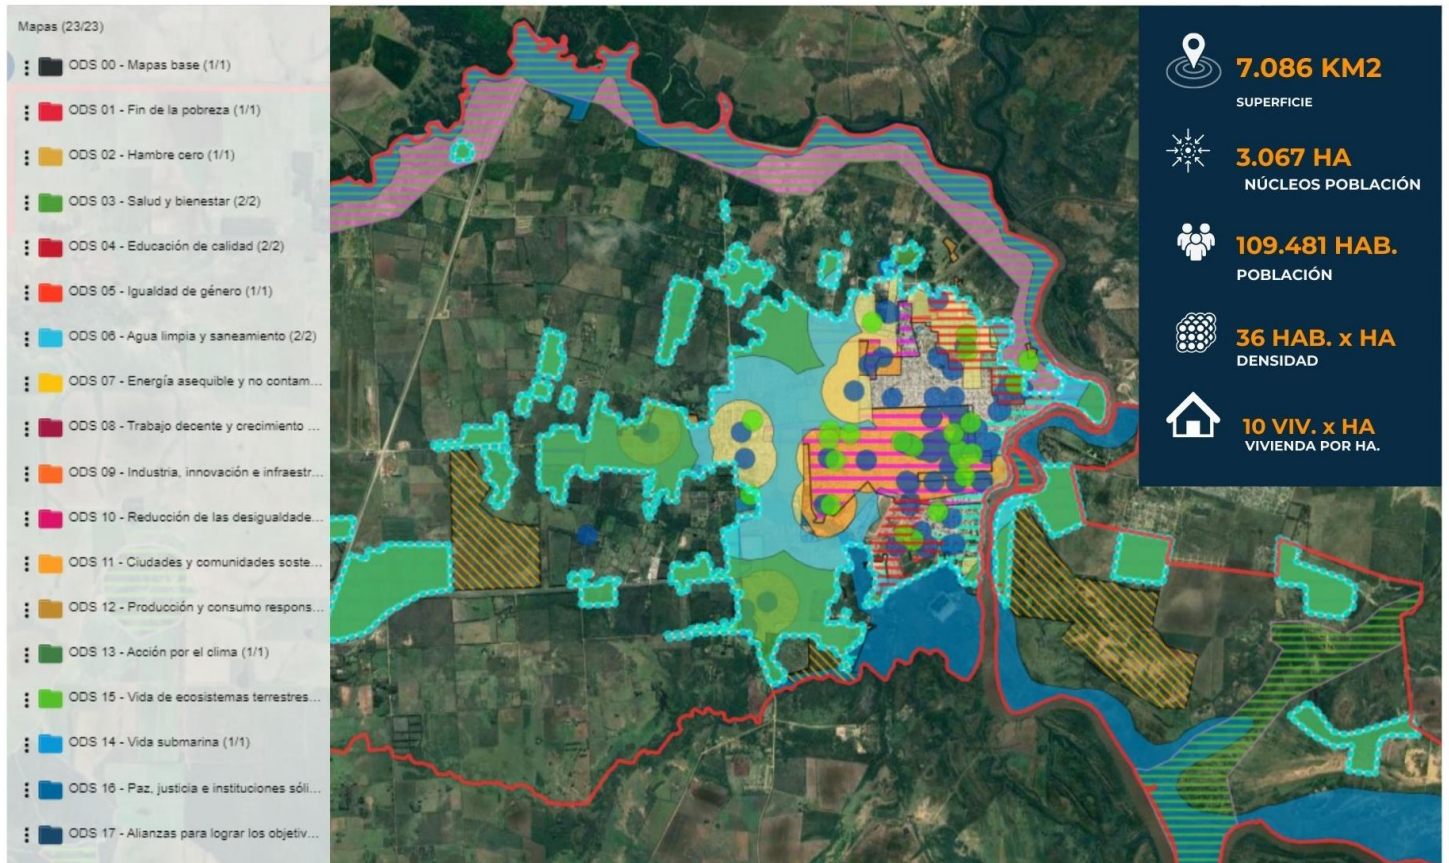 Mapas (23/23)
ODS 00 - Mapas base (1/1)
ODS 01 - Fin de la pobreza (1/1)
ODS 02 - Hambre cero (1/1)
ODS 03 - Salud y bienestar (2/2)
ODS 04 - Educación de calidad (2/2)
ODS 05 - Igualdad de género (1/1)
ODS 06 - Agua limpia y saneamiento (2/2)
ODS 07 - Energía asequible y no contam...
ODS 08 - Trabajo decente y crecimiento ...
ODS 09 - Industria, innovación e infraestr...
ODS 10 - Reducción de las desigualdade...
ODS 11 - Ciudades y comunidades soste...
ODS 12 - Producción y consumo respons...
ODS 13 - Acción por el clima (1/1)
ODS 15 - Vida de ecosistemas terrestres...
ODS 14 - Vida submarina (1/1)
ODS 16 - Paz, justicia e instituciones sóli...
ODS 17 - Alianzas para lograr los objetiv...
7.086 KM2
SUPERFICIE
3.067 HA
NÚCLEOS POBLACIÓN
109.481 HAB.
POBLACIÓN
36 HAB. x HA
DENSIDAD
10 VIV. x HA
VIVIENDA POR HA.